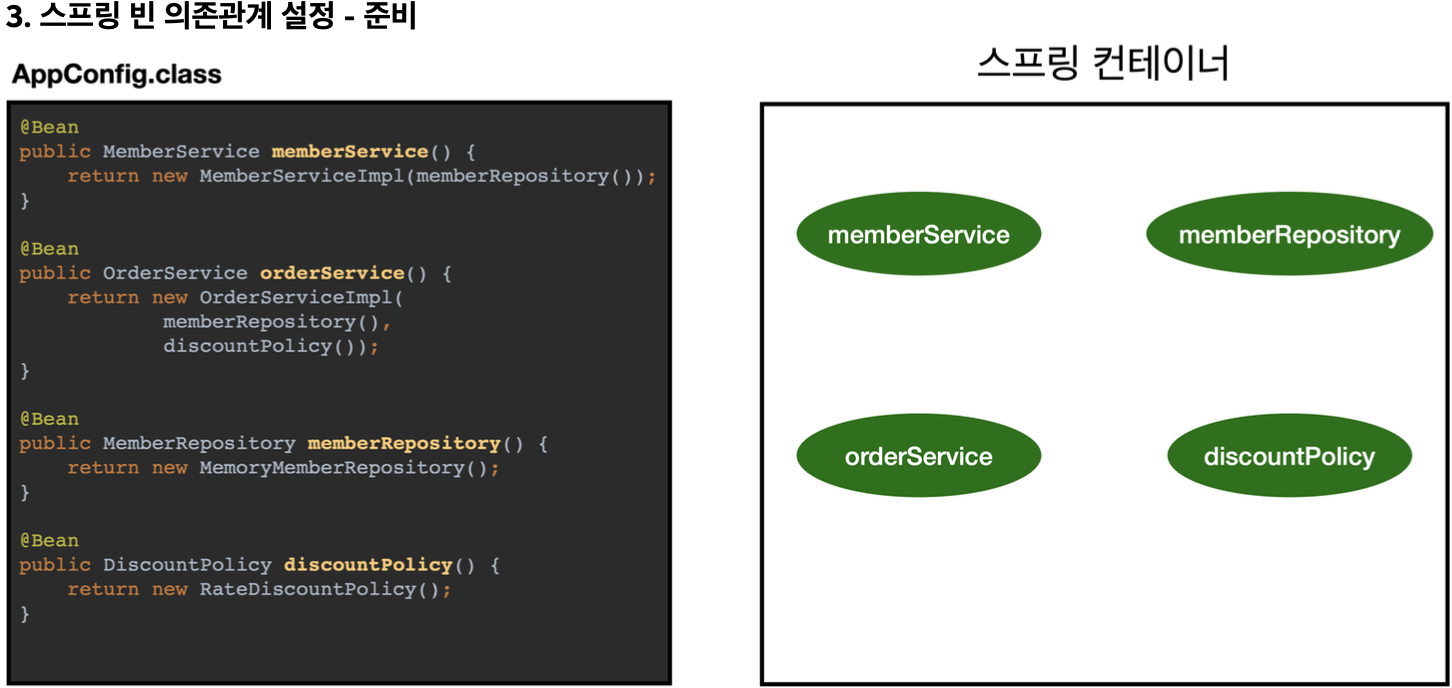 3. 스프링 빈 의존관계 설정 - 준비
AppConfig.class
@Bean
public MemberService memberService() {
    return new MemberServiceImpl(memberRepository());
}
@Bean
public OrderService orderService() {
    return new OrderServiceImpl(
            memberRepository(),
            discountPolicy());
}
@Bean
public MemberRepository memberRepository() {
    return new MemoryMemberRepository();
}
@Bean
public DiscountPolicy discountPolicy() {
    return new RateDiscountPolicy();
}
스프링 컨테이너
memberService
memberRepository
orderService
discountPolicy